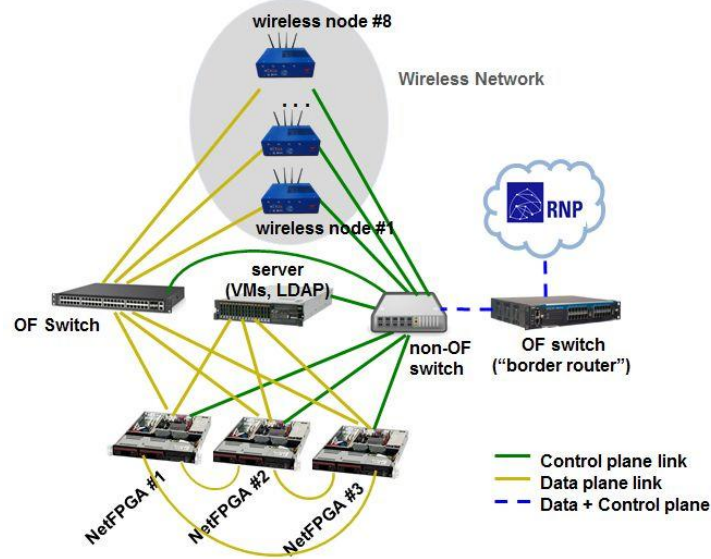 wireless node #8
Wireless Network
. . .
wireless node #1
RNP
server
(VMs, LDAP)
OF Switch
non-OF
switch
OF switch
(“border router”)
NetFPGA #1
NetFPGA #2
NetFPGA #3
Control plane link
Data plane link
Data + Control plane